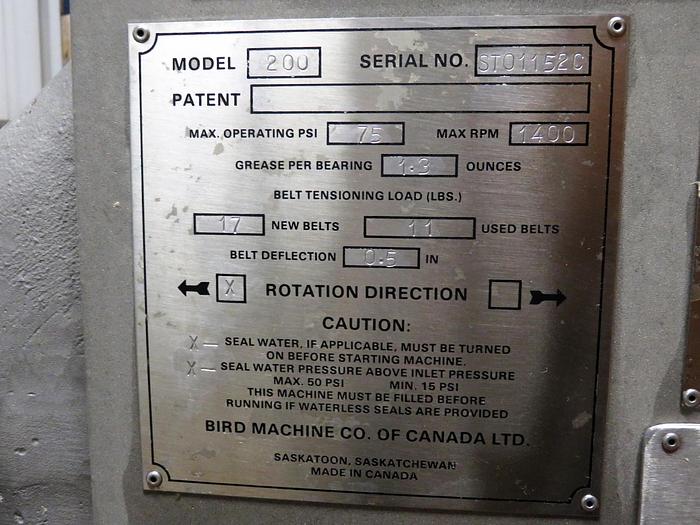 MODEL 200 SERIAL NO. ST01152C
PATENT
MAX. OPERATING PSI 75 MAX RPM 1400
GREASE PER BEARING 1.3 OUNCES
BELT TENSIONING LOAD (LBS.)
17 NEW BELTS 11 USED BELTS
BELT DEFLECTION 0.5 IN
X ROTATION DIRECTION
CAUTION:
X — SEAL WATER, IF APPLICABLE, MUST BE TURNED
ON BEFORE STARTING MACHINE.
X — SEAL WATER PRESSURE ABOVE INLET PRESSURE
MAX. 50 PSI MIN. 15 PSI
THIS MACHINE MUST BE FILLED BEFORE
RUNNING IF WATERLESS SEALS ARE PROVIDED
BIRD MACHINE CO. OF CANADA LTD.
SASKATOON, SASKATCHEWAN
MADE IN CANADA